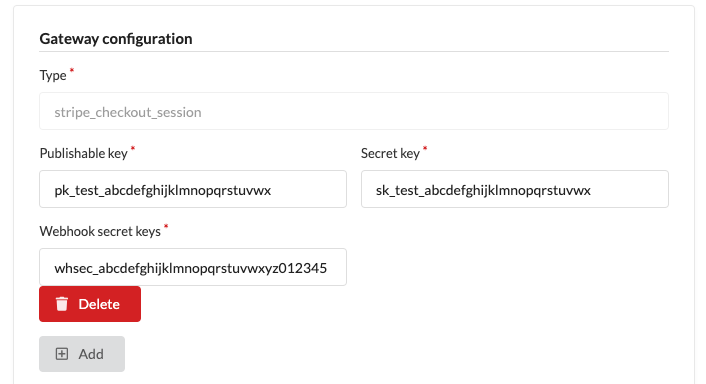 Gateway configuration
Type *
stripe_checkout_session
Publishable key * Secret key *
pk_test_abcdefghijklmnopqrstuvwx sk_test_abcdefghijklmnopqrstuvwx
Webhook secret keys *
whsec_abcdefghijklmnopqrstuvwxyz012345
Delete
Add